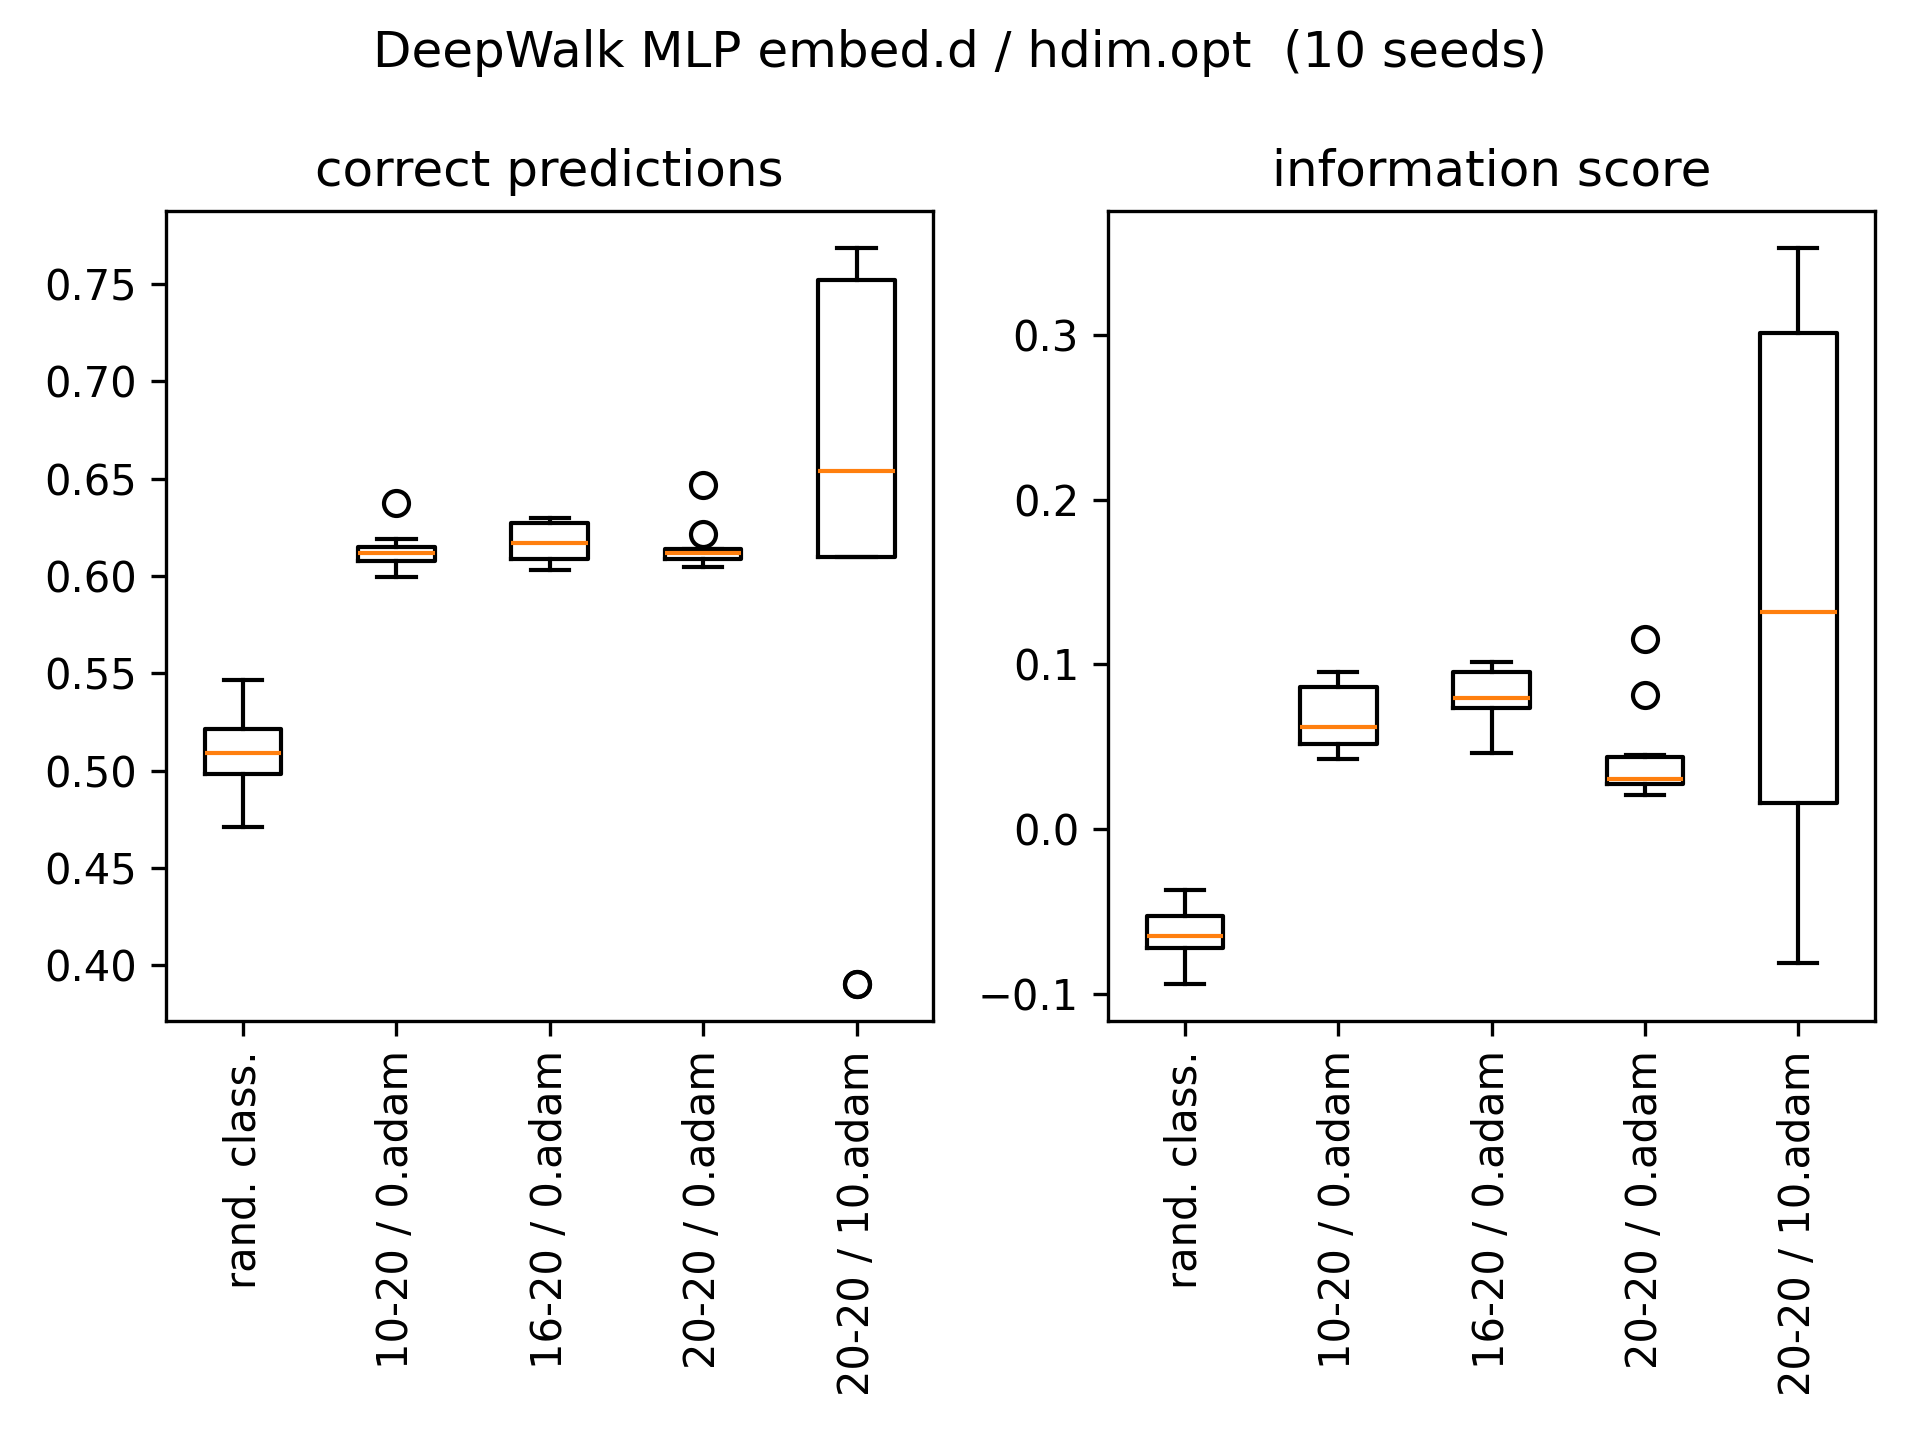 DeepWalk MLP embed.d / hdim.opt (10 seeds)
correct predictions
0.75
0.70
0.65
0.60
0.55
0.50
0.45
0.40
rand. class.
10-20 / 0.adam
16-20 / 0.adam
20-20 / 0.adam
20-20 / 10.adam
information score
0.3
0.2
0.1
0.0
−0.1
rand. class.
10-20 / 0.adam
16-20 / 0.adam
20-20 / 0.adam
20-20 / 10.adam